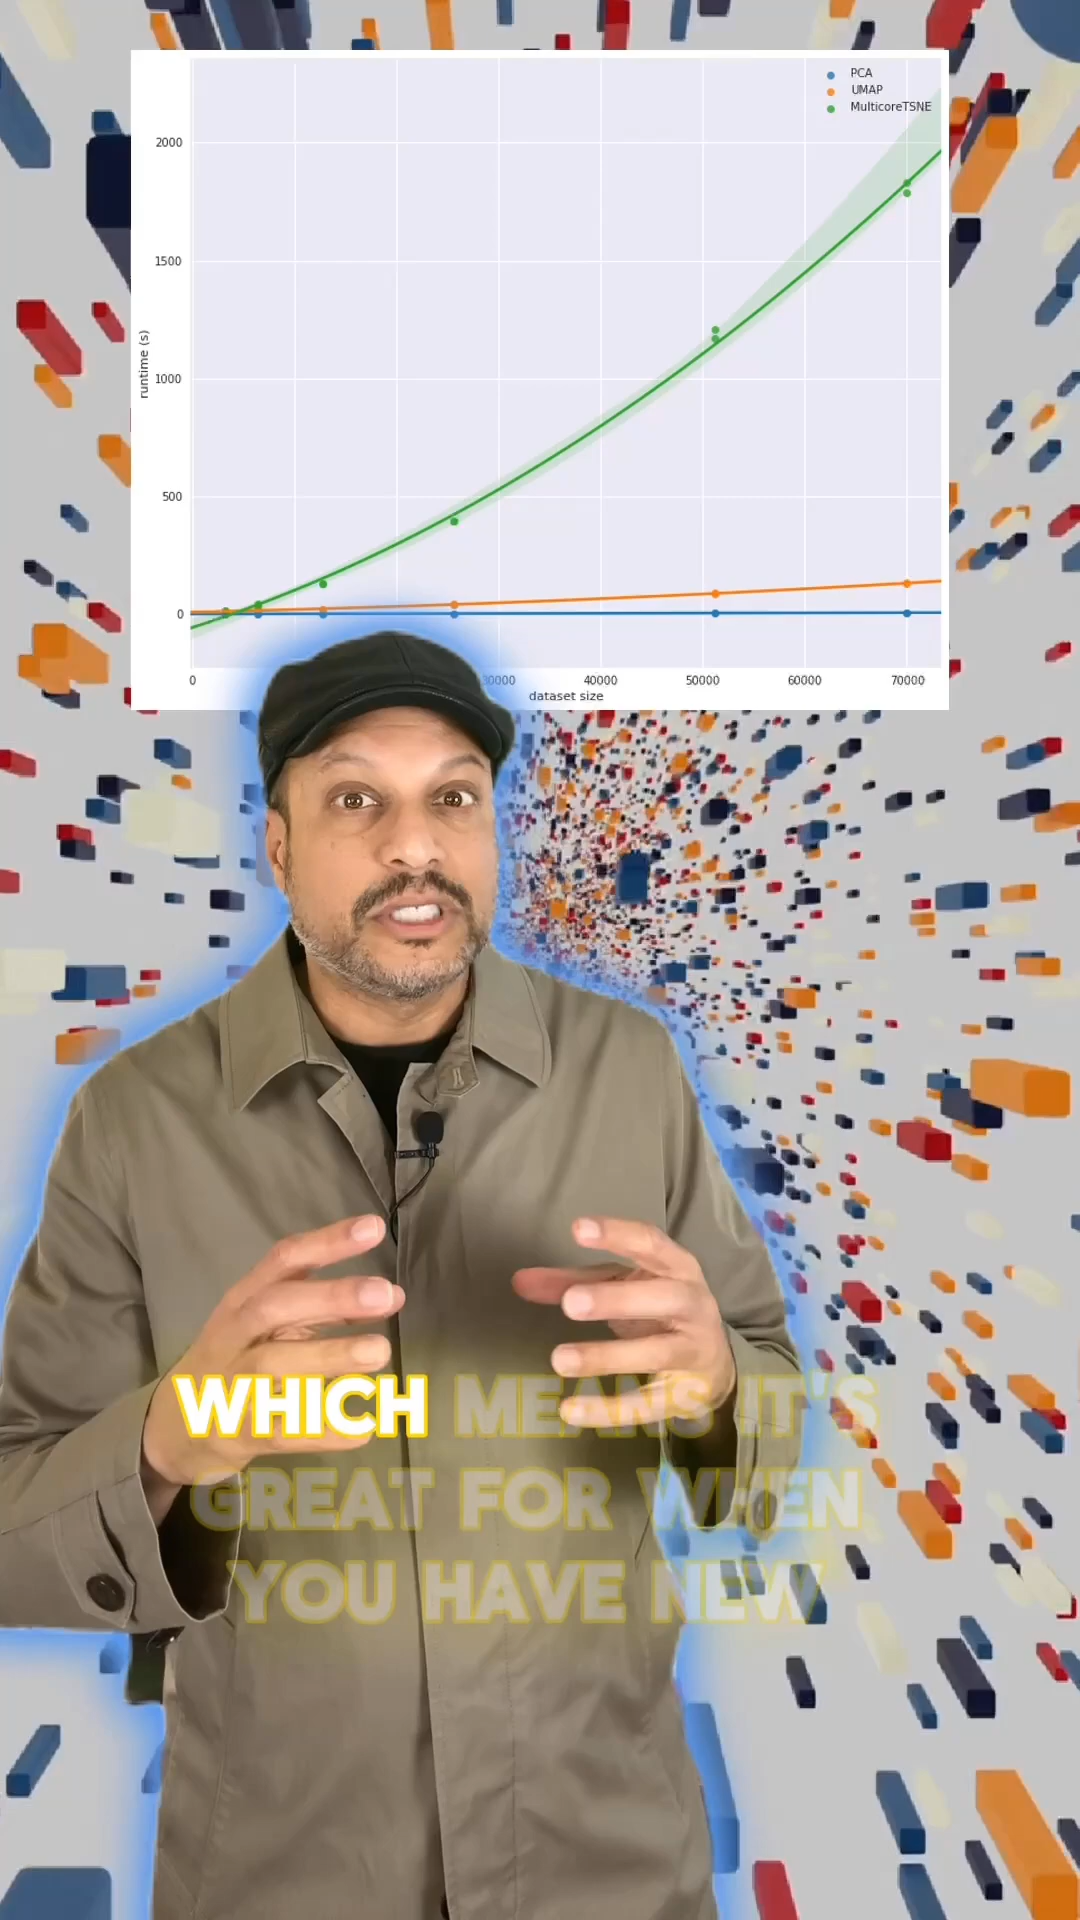 PCA
UMAP
MulticoreTSNE
2000
1500
1000
500
0
runtime (s)
0 30000 40000 50000 60000 70000
dataset size
WHICH MEANS IT'S
GREAT FOR WHEN
YOU HAVE NEW